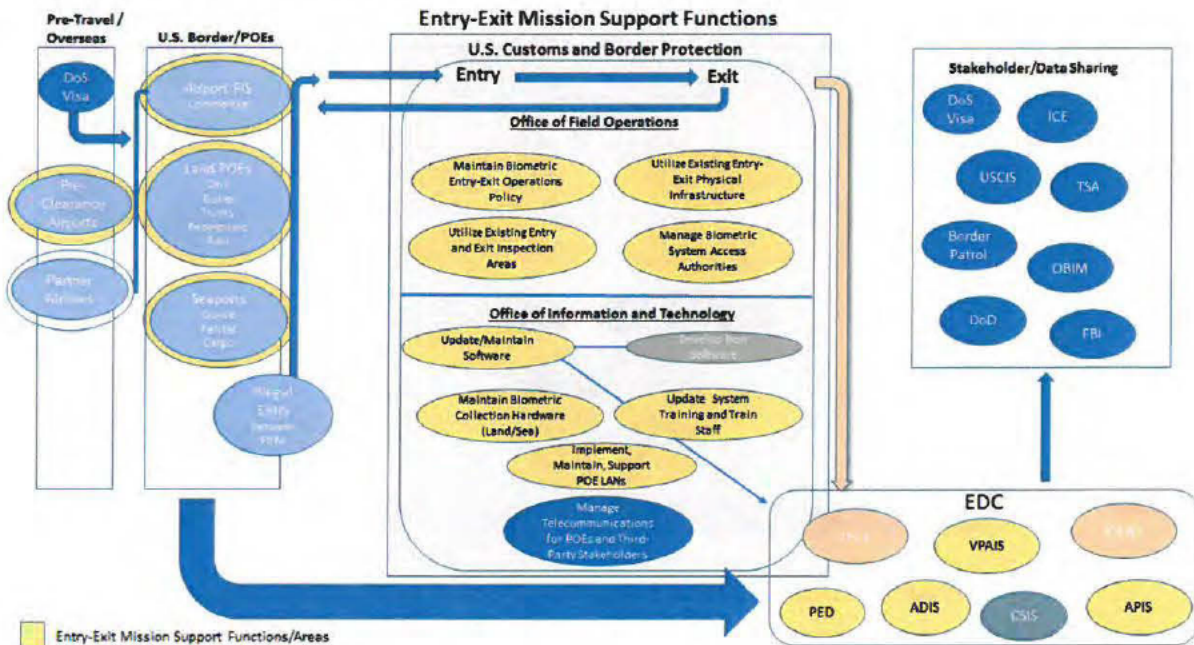 Pre-Travel /
Overseas
DoS
Visa
Pre-
Clearance
Airports
Partner
Airlines
U.S. Border/POEs
Airport FIS
Land POEs
Seaports
Cargo
Illegal
Entry
Between
POEs
Entry-Exit Mission Support Functions
U.S. Customs and Border Protection
Entry
Exit
Office of Field Operations
Maintain Biometric
Entry-Exit Operations
Policy
Utilize Existing Entry-
Exit Physical
Infrastructure
Utilize Existing Entry
and Exit Inspection
Areas
Manage Biometric
System Access
Authorities
Office of Information and Technology
Update/Maintain
Software
Software
Maintain Biometric
Collection Hardware
(Land/Sea)
Update System
Training and Train
Staff
Implement,
Maintain, Support
POE LANs
Manage
Telecommunications
for POEs and Third-
Party Stakeholders
Stakeholder/Data Sharing
DoS
Visa
ICE
USCIS
TSA
Border
Patrol
OBIM
DoD
FBI
EDC
VPAIS
PED
ADIS
CSIS
APIS
Entry-Exit Mission Support Functions/Areas